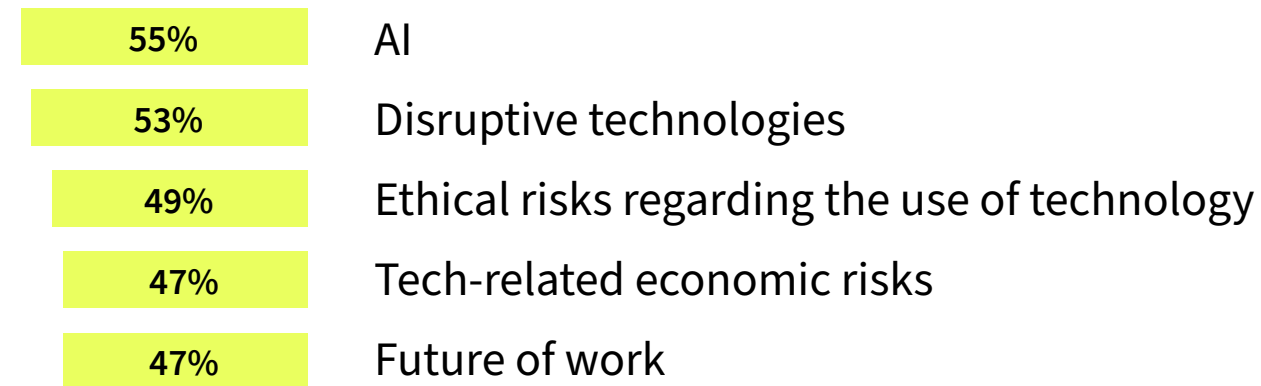 55% AI
53% Disruptive technologies
49% Ethical risks regarding the use of technology
47% Tech-related economic risks
47% Future of work